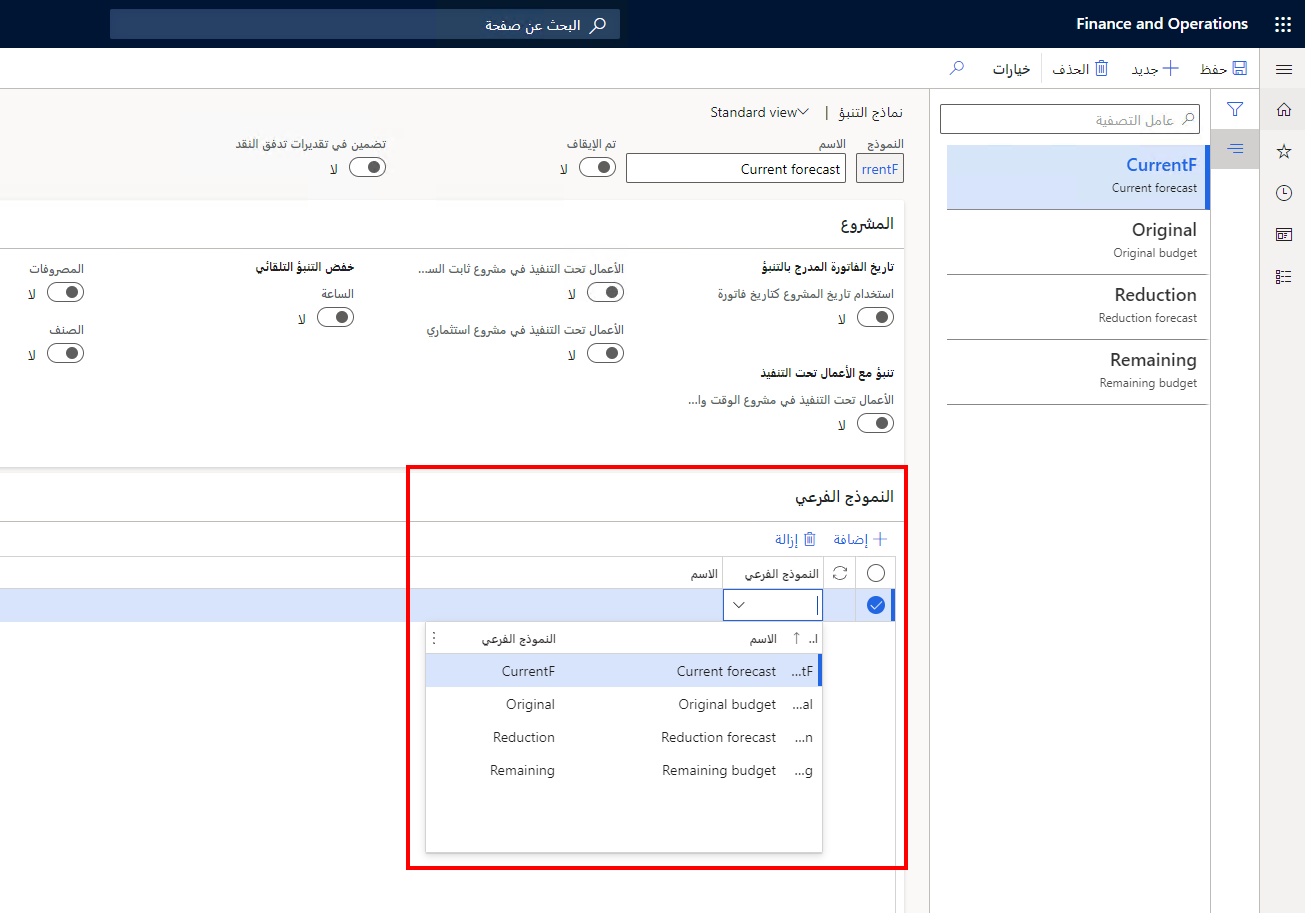 Finance and Operations
البحث عن صفحة
حفظ
جديد
الحذف
خيارات
عامل التصفية
CurrentF
Current forecast
Original
Original budget
Reduction
Reduction forecast
Remaining
Remaining budget
نماذج التنبؤ | Standard view
النموذج
rrentF
الاسم
Current forecast
تم الإيقاف
لا
تضمين في تقديرات تدفق النقد
لا
المشروع
تاريخ الفاتورة المدرج بالتنبؤ
استخدام تاريخ المشروع كتاريخ فاتورة
لا
تنبؤ مع الأعمال تحت التنفيذ
الأعمال تحت التنفيذ في مشروع الوقت وا...
لا
الأعمال تحت التنفيذ في مشروع ثابت الس...
لا
الأعمال تحت التنفيذ في مشروع استثماري
لا
خفض التنبؤ التلقائي
الساعة
لا
المصروفات
لا
الصنف
لا
النموذج الفرعي
إضافة
إزالة
النموذج الفرعي
الاسم
ا.. الاسم النموذج الفرعي
...tF Current forecast CurrentF
...al Original budget Original
...n Reduction forecast Reduction
...g Remaining budget Remaining